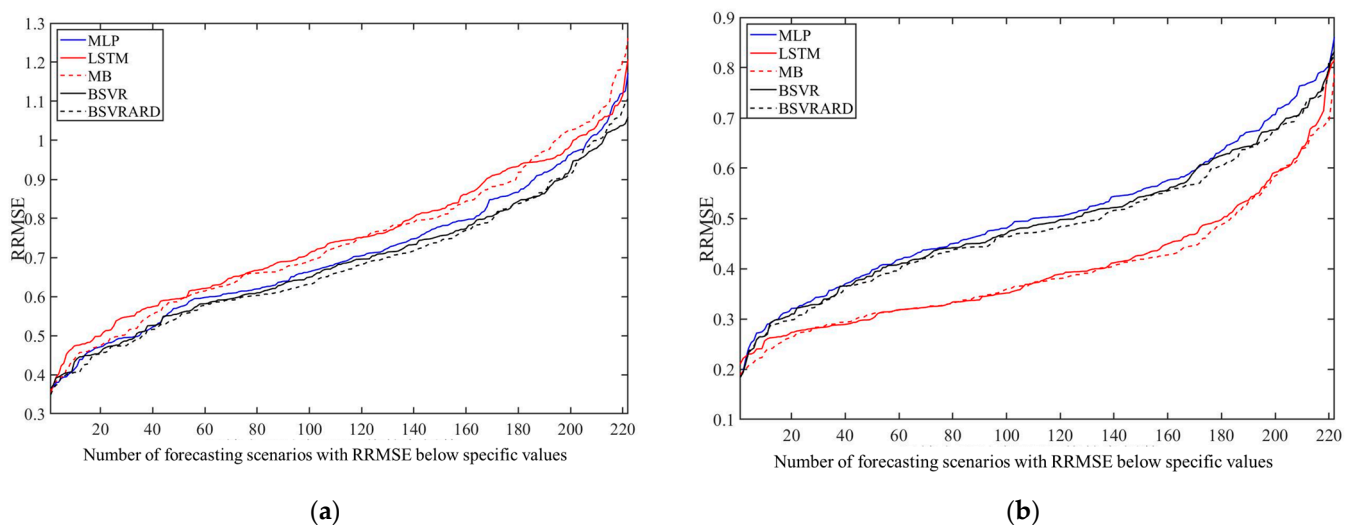 1.3
1.2
1.1
1
0.9
0.8
0.7
0.6
0.5
0.4
0.3
RRMSE
MLP
LSTM
MB
BSVR
BSVRARD
20 40 60 80 100 120 140 160 180 200 220
Number of forecasting scenarios with RRMSE below specific values
(a)
0.9
0.8
0.7
0.6
0.5
0.4
0.3
0.2
0.1
RRMSE
MLP
LSTM
MB
BSVR
BSVRARD
20 40 60 80 100 120 140 160 180 200 220
Number of forecasting scenarios with RRMSE below specific values
(b)